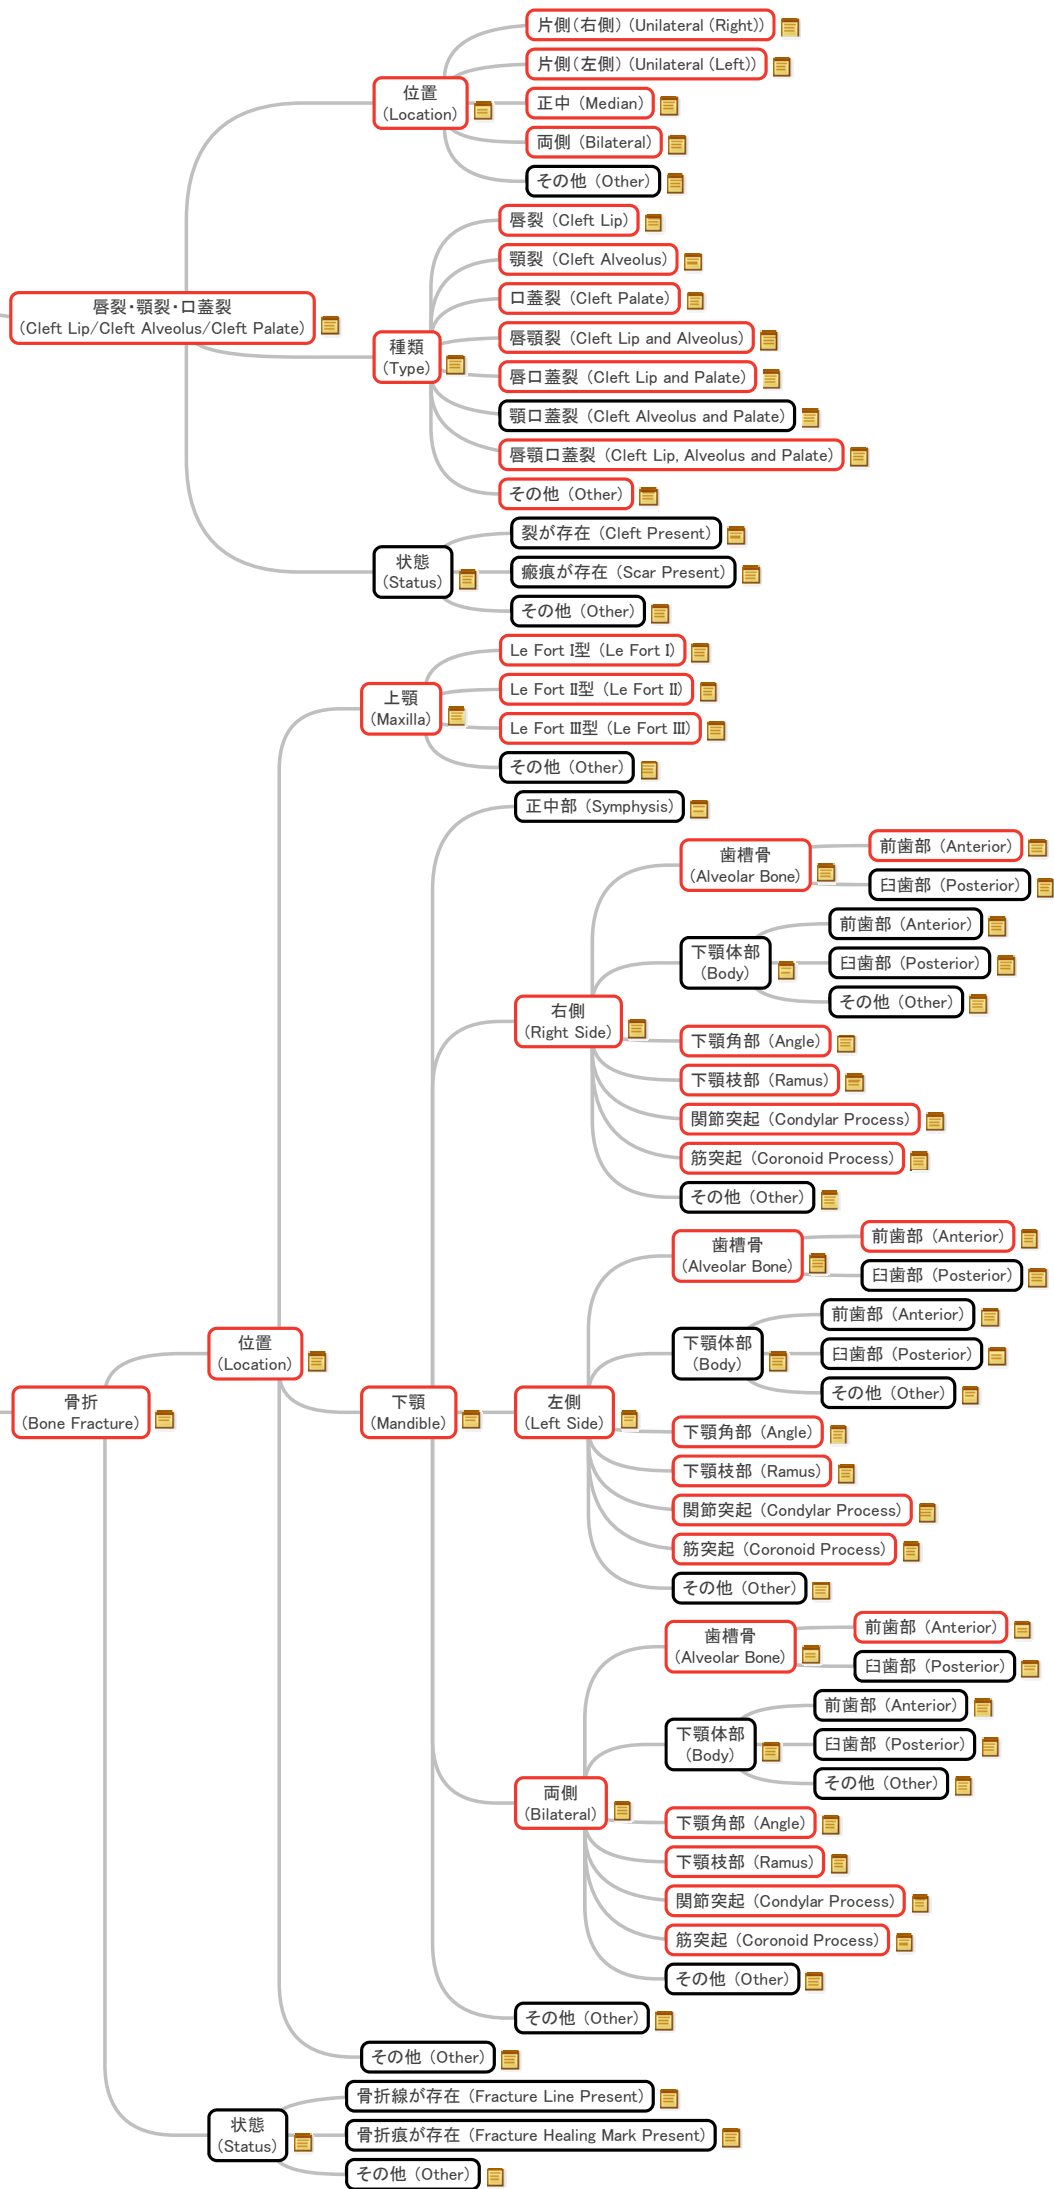 片側（右側）（Unilateral (Right)）
片側（左側）（Unilateral (Left)）
位置
（Location）
正中（Median）
両側（Bilateral）
その他（Other）
唇裂（Cleft Lip）
顎裂（Cleft Alveolus）
口蓋裂（Cleft Palate）
唇裂・顎裂・口蓋裂
（Cleft Lip/Cleft Alveolus/Cleft Palate）
唇顎裂（Cleft Lip and Alveolus）
種類
（Type）
唇口蓋裂（Cleft Lip and Palate）
顎口蓋裂（Cleft Alveolus and Palate）
唇顎口蓋裂（Cleft Lip, Alveolus and Palate）
その他（Other）
裂が存在（Cleft Present）
状態
（Status）
瘢痕が存在（Scar Present）
その他（Other）
Le Fort I型（Le Fort I）
Le Fort II型（Le Fort II）
上顎
（Maxilla）
Le Fort III型（Le Fort III）
その他（Other）
正中部（Symphysis）
歯槽骨
（Alveolar Bone）
前歯部（Anterior）
臼歯部（Posterior）
前歯部（Anterior）
下顎体部
（Body）
臼歯部（Posterior）
その他（Other）
右側
（Right Side）
下顎角部（Angle）
下顎枝部（Ramus）
関節突起（Condylar Process）
筋突起（Coronoid Process）
その他（Other）
歯槽骨
（Alveolar Bone）
前歯部（Anterior）
臼歯部（Posterior）
前歯部（Anterior）
下顎体部
（Body）
臼歯部（Posterior）
その他（Other）
位置
（Location）
骨折
（Bone Fracture）
下顎
（Mandible）
左側
（Left Side）
下顎角部（Angle）
下顎枝部（Ramus）
関節突起（Condylar Process）
筋突起（Coronoid Process）
その他（Other）
歯槽骨
（Alveolar Bone）
前歯部（Anterior）
臼歯部（Posterior）
前歯部（Anterior）
下顎体部
（Body）
臼歯部（Posterior）
その他（Other）
両側
（Bilateral）
下顎角部（Angle）
下顎枝部（Ramus）
関節突起（Condylar Process）
筋突起（Coronoid Process）
その他（Other）
その他（Other）
その他（Other）
骨折線が存在（Fracture Line Present）
状態
（Status）
骨折痕が存在（Fracture Healing Mark Present）
その他（Other）